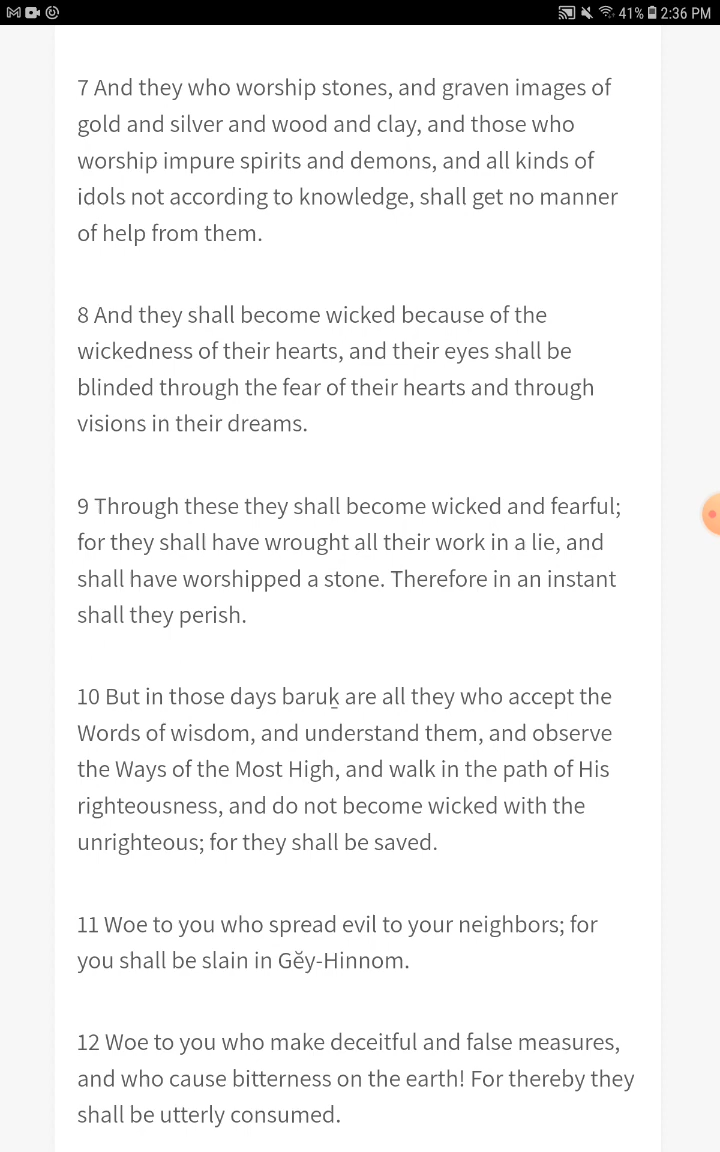 41% 2:36 PM
7 And they who worship stones, and graven images of
gold and silver and wood and clay, and those who
worship impure spirits and demons, and all kinds of
idols not according to knowledge, shall get no manner
of help from them.
8 And they shall become wicked because of the
wickedness of their hearts, and their eyes shall be
blinded through the fear of their hearts and through
visions in their dreams.
9 Through these they shall become wicked and fearful;
for they shall have wrought all their work in a lie, and
shall have worshipped a stone. Therefore in an instant
shall they perish.
10 But in those days baruḵ are all they who accept the
Words of wisdom, and understand them, and observe
the Ways of the Most High, and walk in the path of His
righteousness, and do not become wicked with the
unrighteous; for they shall be saved.
11 Woe to you who spread evil to your neighbors; for
you shall be slain in Gĕy-Hinnom.
12 Woe to you who make deceitful and false measures,
and who cause bitterness on the earth! For thereby they
shall be utterly consumed.